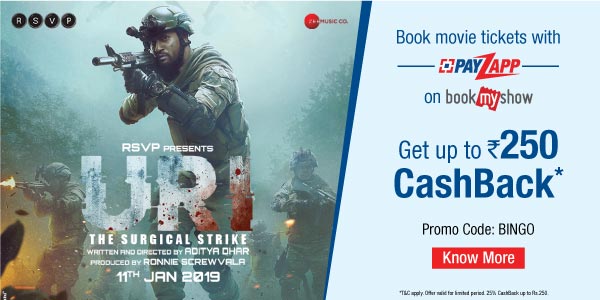 RSVP
ZEE MUSIC CO.
RSVP PRESENTS
URI
THE SURGICAL STRIKE
WRITTEN AND DIRECTED BY ADITYA DHAR
PRODUCED BY RONNIE SCREWVALA
11TH JAN 2019
Book movie tickets with
PAYZAPP
on bookmyshow
Get up to ₹250
CashBack*
Promo Code: BINGO
Know More
*T&C apply. Offer valid for limited period. 25% CashBack up to Rs.250.